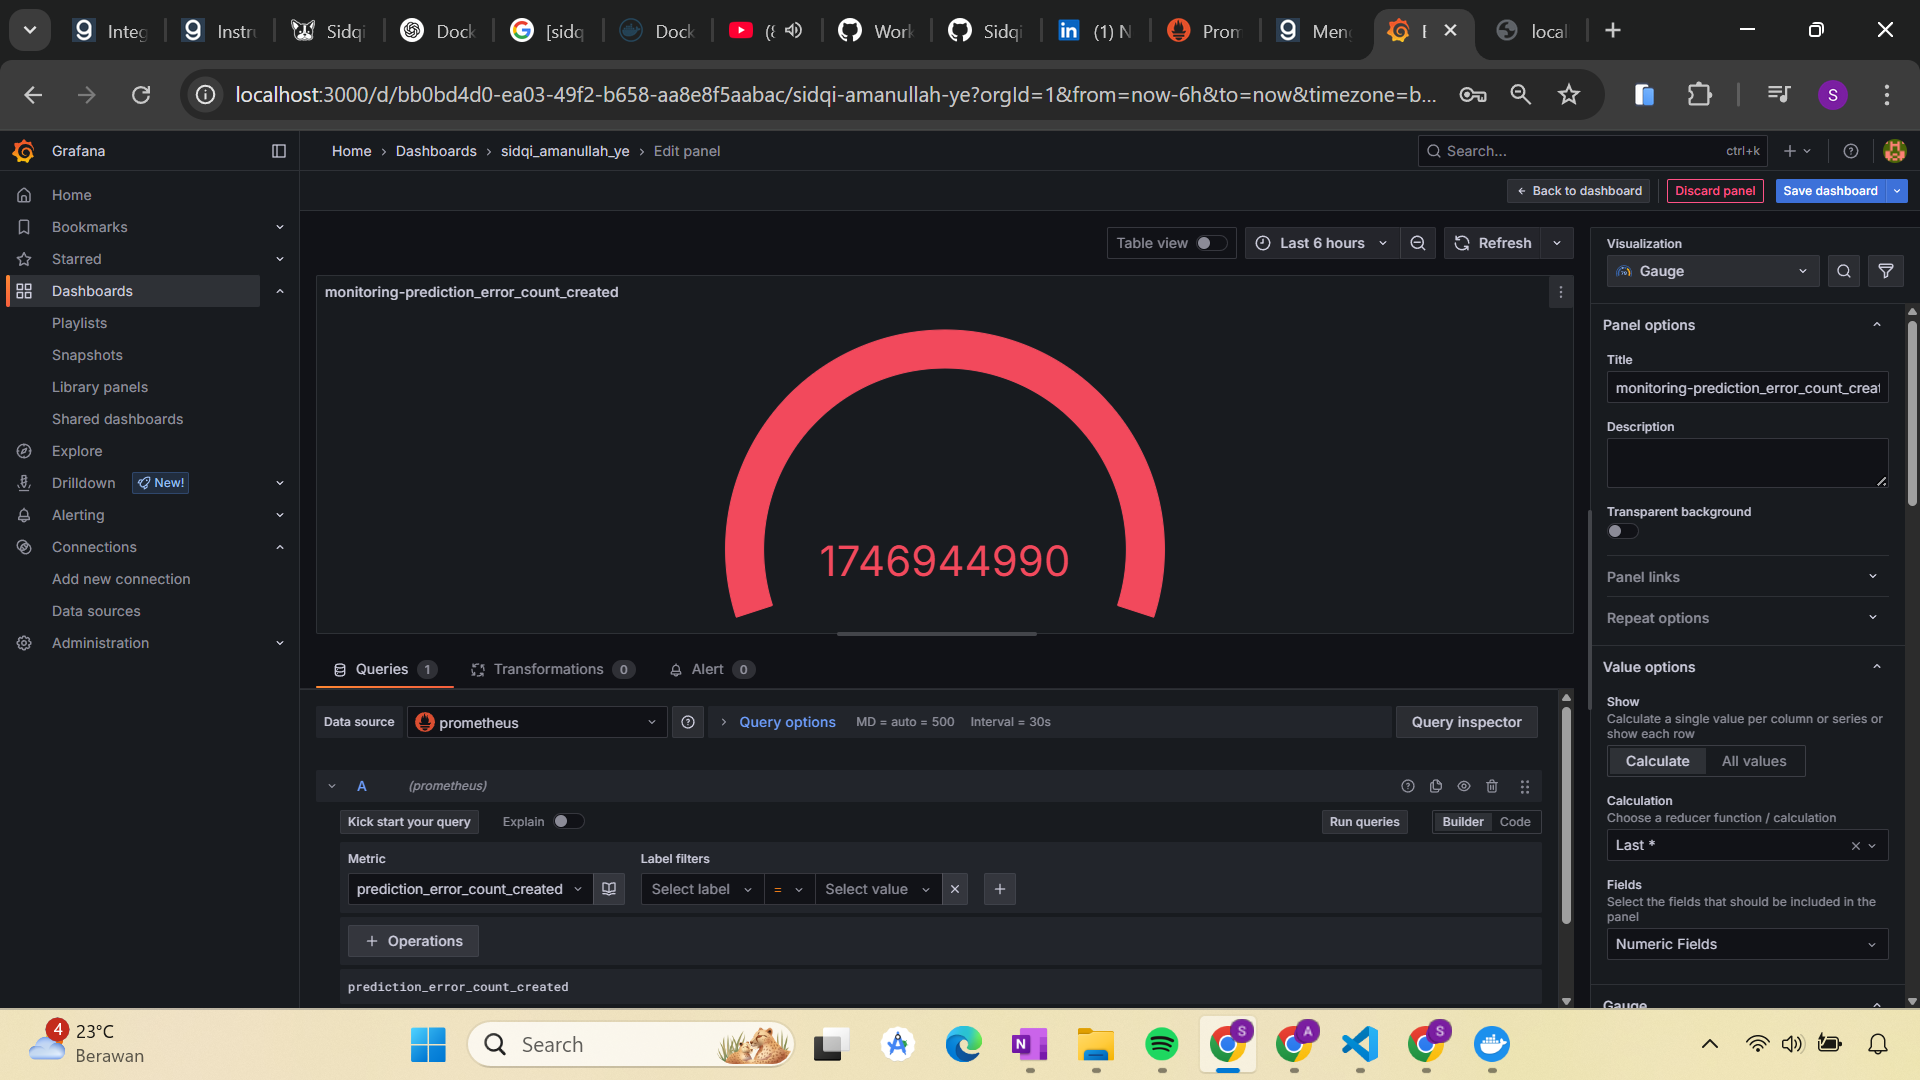 Integ
Instru
Sidqi
Dock
[sidq
Dock
Work
Sidqi
(1) N
Prom
Meng
local
localhost:3000/d/bb0bd4d0-ea03-49f2-b658-aa8e8f5aabac/sidqi-amanullah-ye?orgId=1&from=now-6h&to=now&timezone=b...
S
Grafana
Home › Dashboards › sidqi_amanullah_ye › Edit panel
Search...
ctrl+k
Back to dashboard
Discard panel
Save dashboard
Home
Bookmarks
Starred
Dashboards
Playlists
Snapshots
Library panels
Shared dashboards
Explore
Drilldown
New!
Alerting
Connections
Add new connection
Data sources
Administration
Table view
Last 6 hours
Refresh
monitoring-prediction_error_count_created
1746944990
Queries 1
Transformations 0
Alert 0
Data source
prometheus
Query options
MD = auto = 500
Interval = 30s
Query inspector
A
(prometheus)
Kick start your query
Explain
Run queries
Builder
Code
Metric
Label filters
prediction_error_count_created
Select label
=
Select value
+ Operations
prediction_error_count_created
Visualization
Gauge
Panel options
Title
monitoring-prediction_error_count_creat
Description
Transparent background
Panel links
Repeat options
Value options
Show
Calculate a single value per column or series or
show each row
Calculate
All values
Calculation
Choose a reducer function / calculation
Last *
Fields
Select the fields that should be included in the
panel
Numeric Fields
Gauge
4
23°C
Berawan
Search
S
A
S